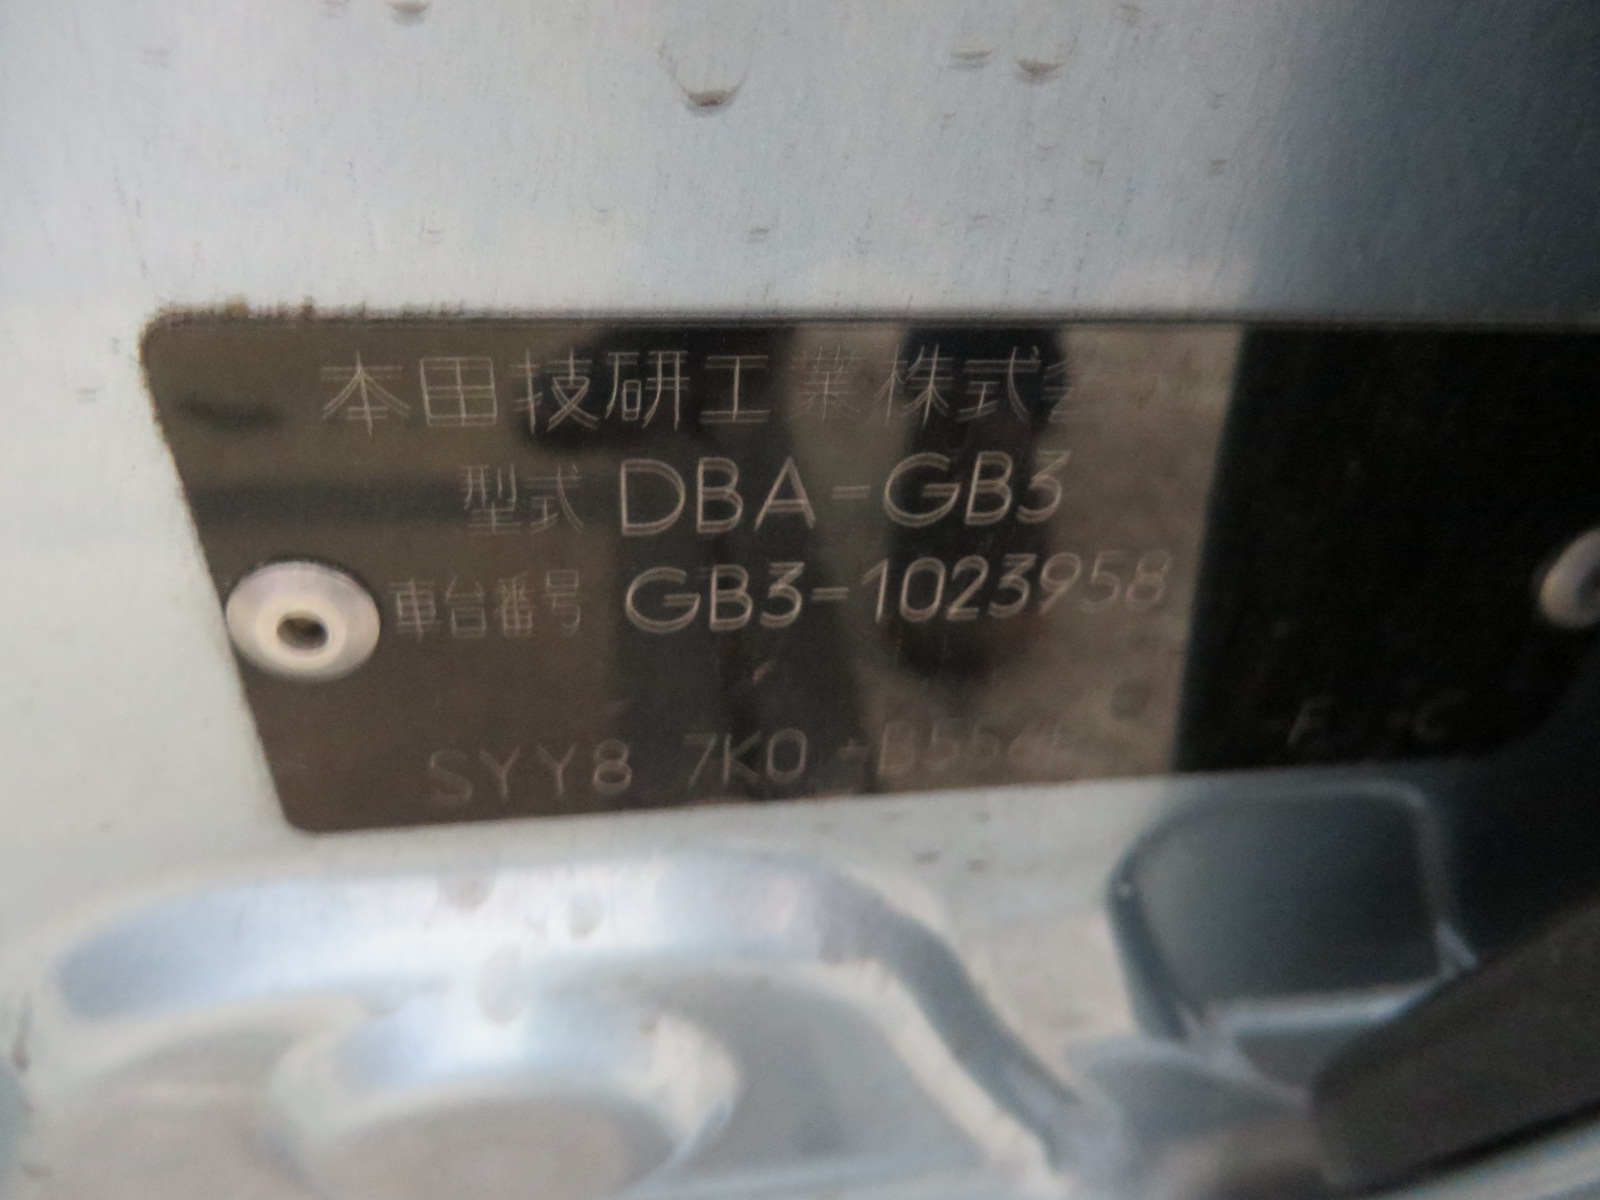 本田技研工業株式会
型式 DBA-GB3
車台番号 GB3-1023958
SYY8 7K0